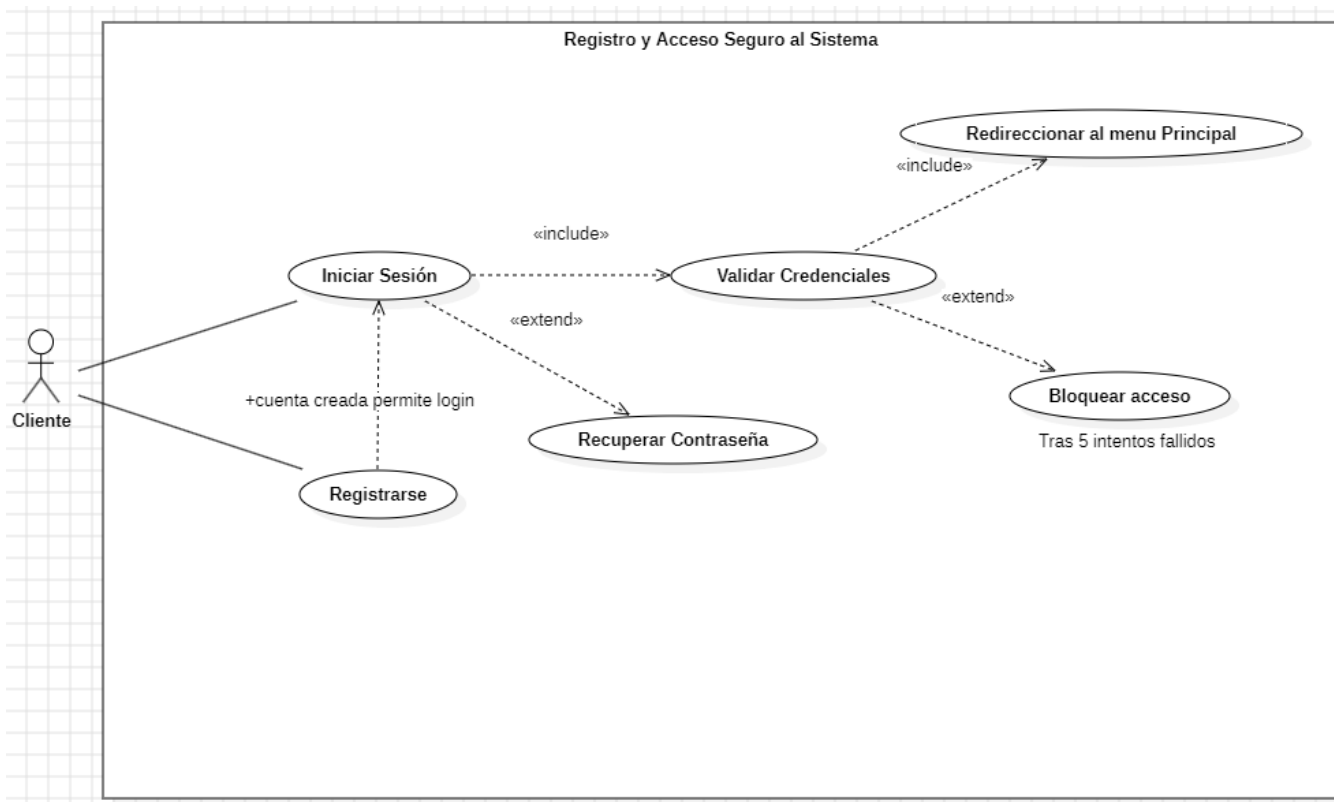 Registro y Acceso Seguro al Sistema
Redireccionar al menu Principal
«include»
«include»
Iniciar Sesión
Validar Credenciales
«extend»
«extend»
Bloquear acceso
+cuenta creada permite login
Cliente
Recuperar Contraseña
Tras 5 intentos fallidos
Registrarse